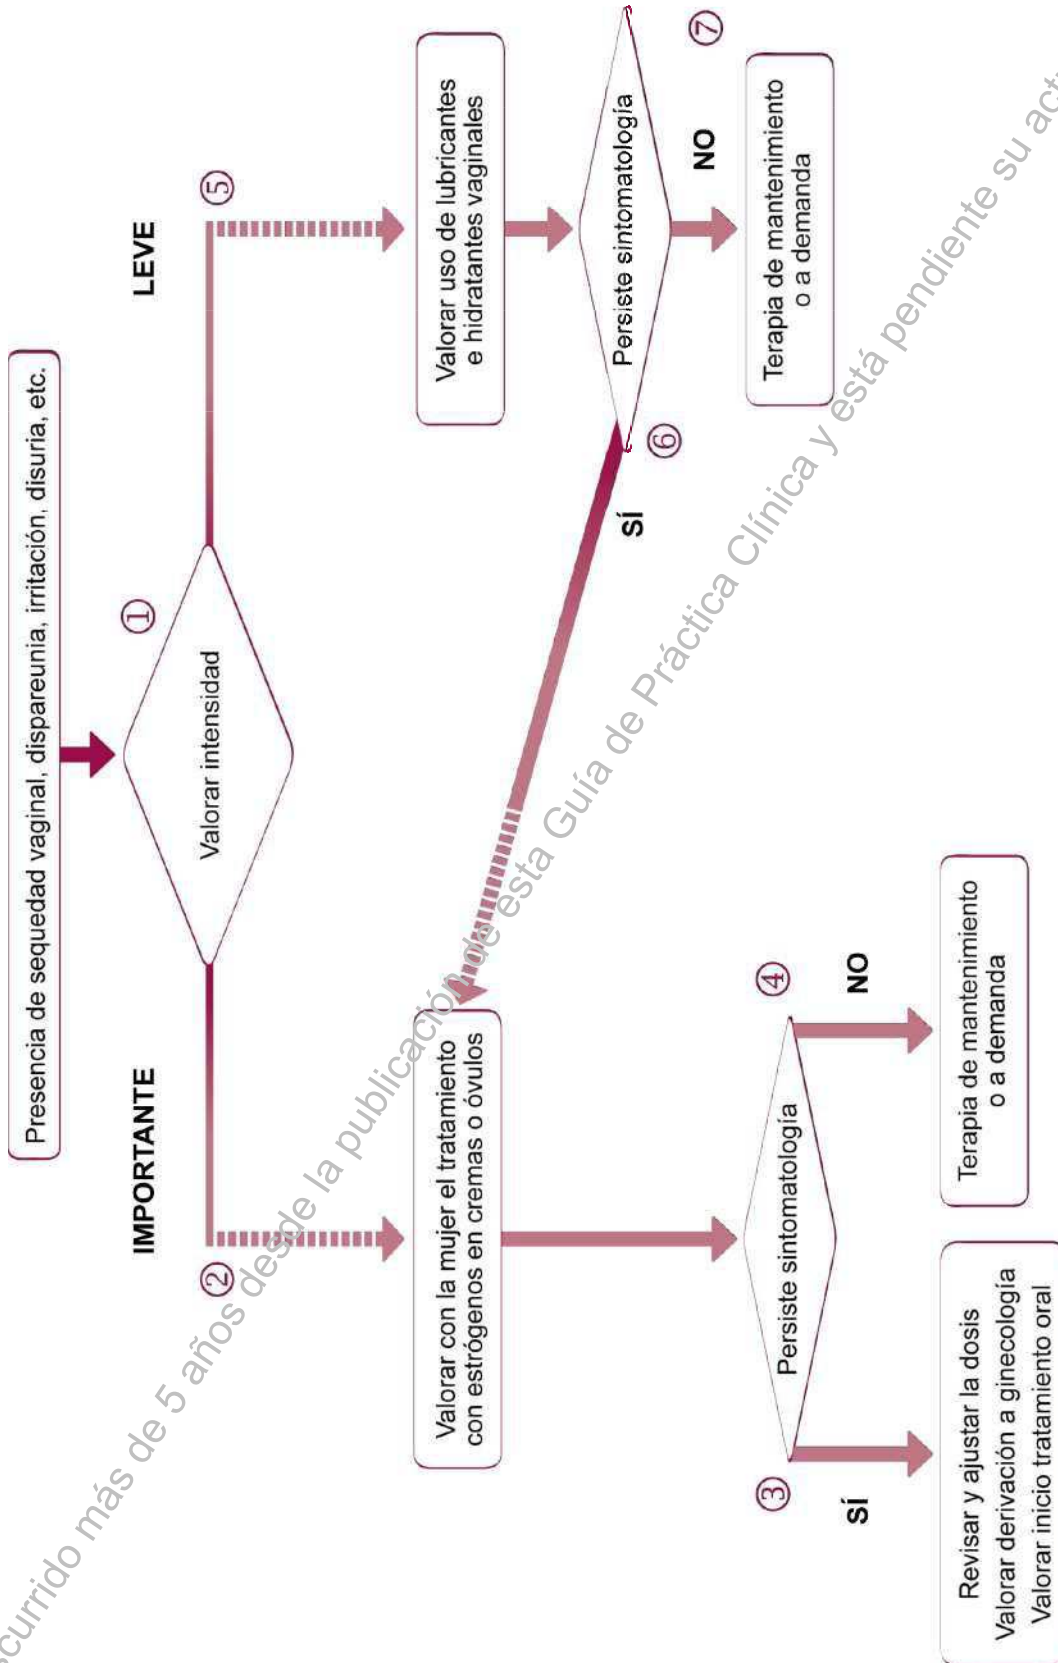 Presencia de sequedad vaginal, dispareunia, irritación, disuria, etc.
①
Valorar intensidad
IMPORTANTE
②
LEVE
⑤
Valorar con la mujer el tratamiento
con estrógenos en cremas o óvulos
Valorar uso de lubricantes
e hidratantes vaginales
Persiste sintomatología
⑥
SÍ
⑦
NO
Terapia de mantenimiento
o a demanda
Persiste sintomatología
③
SÍ
④
NO
Revisar y ajustar la dosis
Valorar derivación a ginecología
Valorar inicio tratamiento oral
Terapia de mantenimiento
o a demanda
scurrido más de 5 años desde la publicación de esta Guía de Práctica Clínica y está pendiente su act